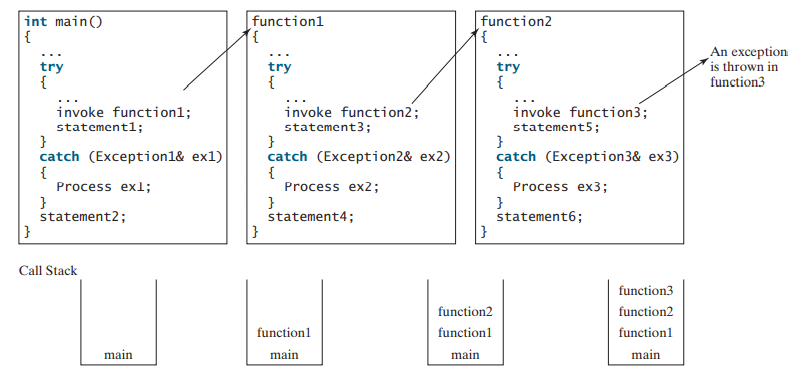 int main()
{
...
try
{
...
invoke function1;
statement1;
}
catch (Exception1& ex1)
{
Process ex1;
}
statement2;
}
function1
{
...
try
{
...
invoke function2;
statement3;
}
catch (Exception2& ex2)
{
Process ex2;
}
statement4;
}
function2
{
...
try
{
...
invoke function3;
statement5;
}
catch (Exception3& ex3)
{
Process ex3;
}
statement6;
}
An exception
is thrown in
function3
Call Stack
main
function1
main
function2
function1
main
function3
function2
function1
main